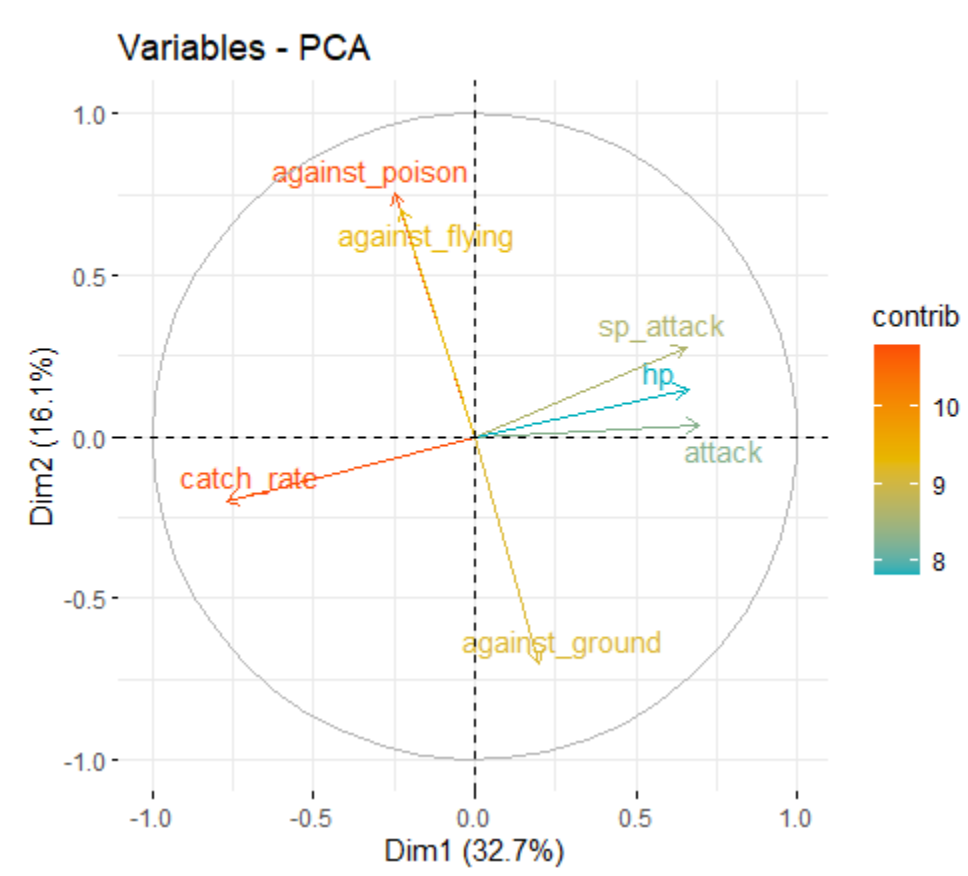 Variables - PCA
1.0
against_poison
against_flying
0.5
sp_attack
contrib
hp
10
0.0
attack
9
catch_rate
8
-0.5
against_ground
-1.0
Dim2 (16.1%)
-1.0 -0.5 0.0 0.5 1.0
Dim1 (32.7%)